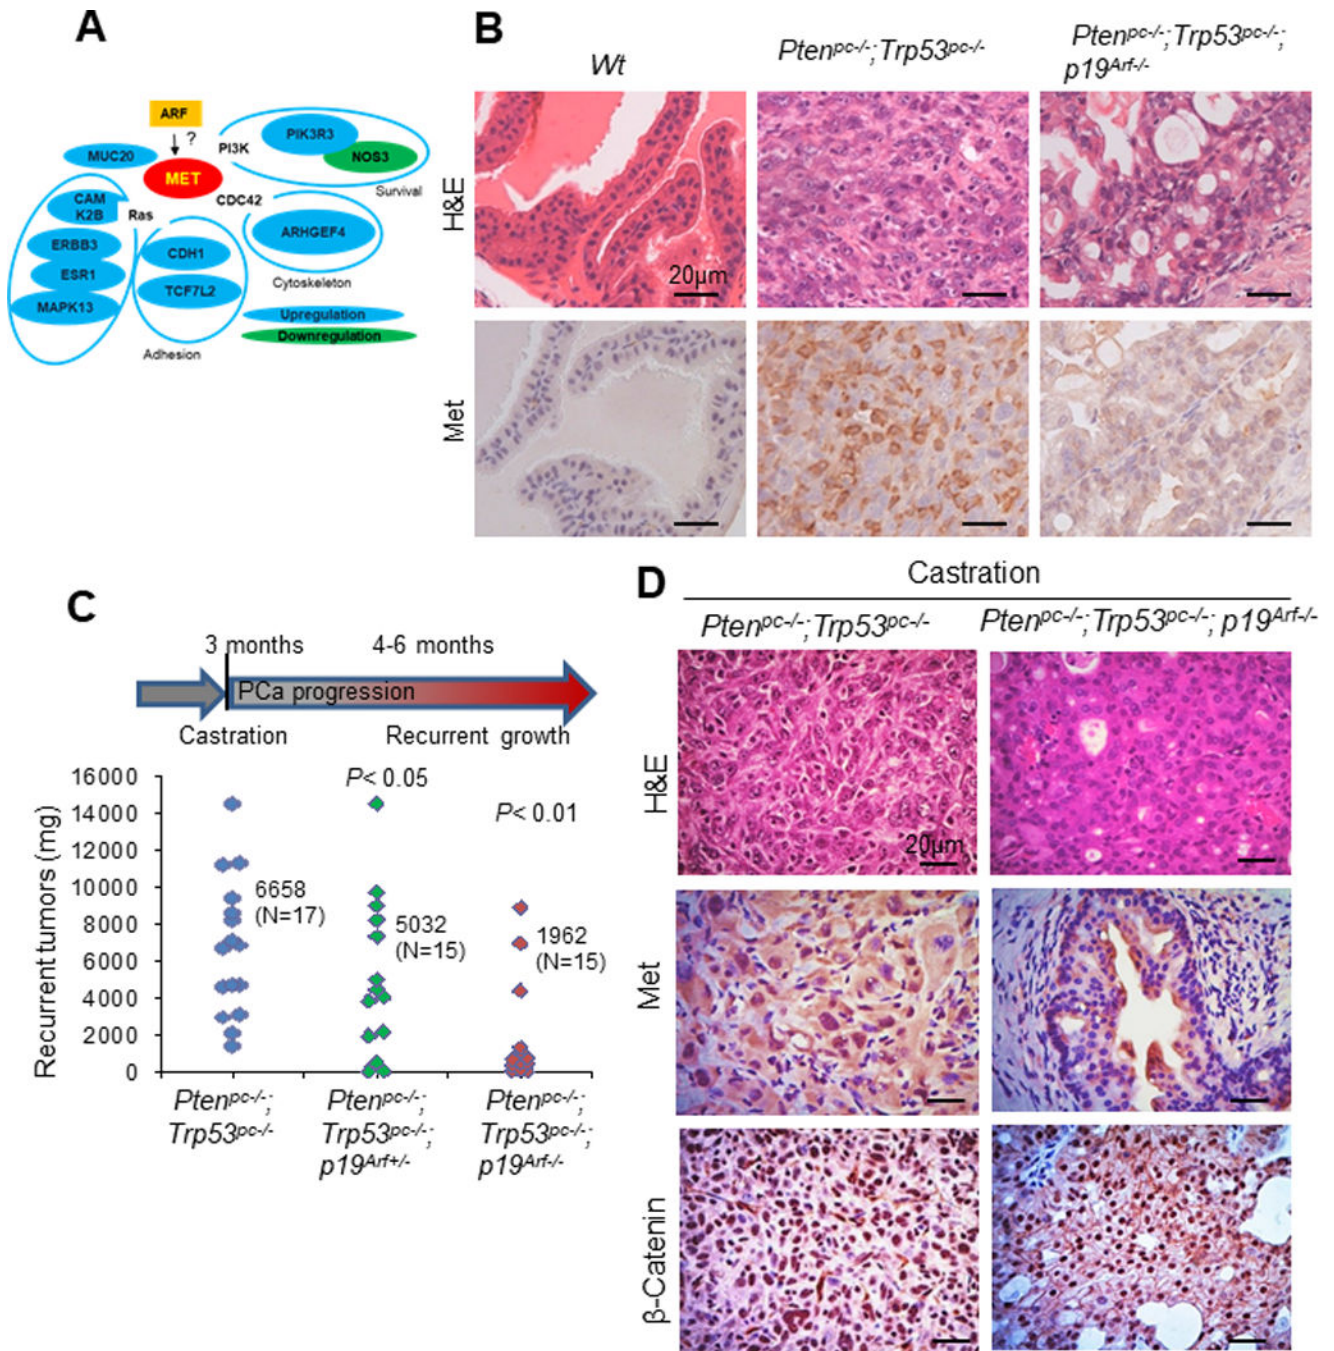 A
ARF
?
MUC20
MET
PI3K
PIK3R3
NOS3
Survival
CAM
K2B
Ras
CDC42
ERBB3
ESR1
MAPK13
CDH1
TCF7L2
ARHGEF4
Cytoskeleton
Upregulation
Downregulation
Adhesion
B
Wt
Ptenpc-/-;Trp53pc-/-
Ptenpc-/-;Trp53pc-/-;
p19Arf-/-
H&E
20µm
Met
C
3 months
4-6 months
PCa progression
Castration
Recurrent growth
Recurrent tumors (mg)
16000
14000
12000
10000
8000
6000
4000
2000
0
P< 0.05
P< 0.01
6658
(N=17)
5032
(N=15)
1962
(N=15)
Ptenpc-/-;
Trp53pc-/-
Ptenpc-/-;
Trp53pc-/-;
p19Arf+/-
Ptenpc-/-;
Trp53pc-/-;
p19Arf-/-
D
Castration
Ptenpc-/-;Trp53pc-/-
Ptenpc-/-;Trp53pc-/-; p19Arf-/-
H&E
20µm
Met
β-Catenin